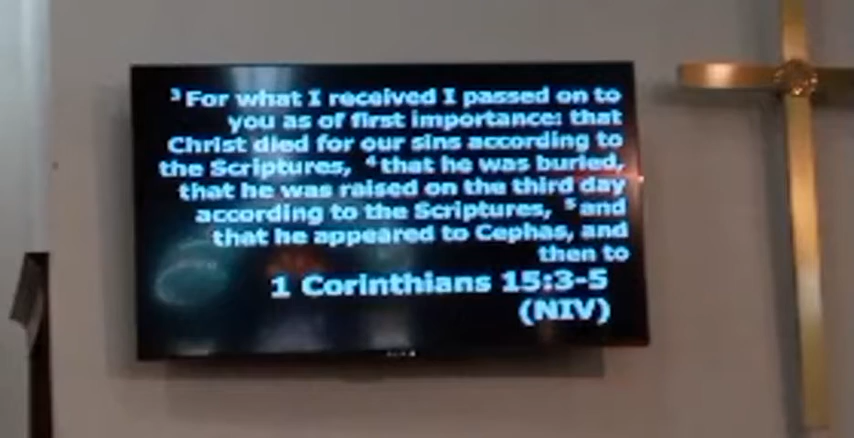 ³ For what I received I passed on to
you as of first importance: that
Christ died for our sins according to
the Scriptures, ⁴ that he was buried,
that he was raised on the third day
according to the Scriptures, ⁵ and
that he appeared to Cephas, and
then to
1 Corinthians 15:3-5
(NIV)